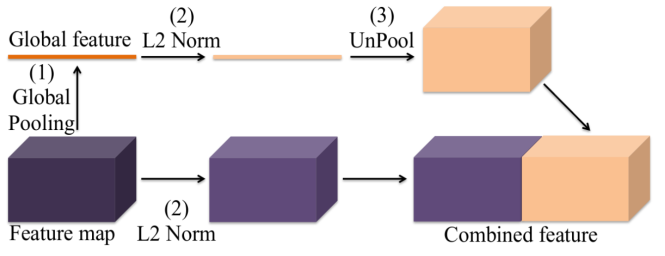 (2)
(3)
Global feature
L2 Norm
UnPool
(1)
Global
Pooling
(2)
Feature map
L2 Norm
Combined feature